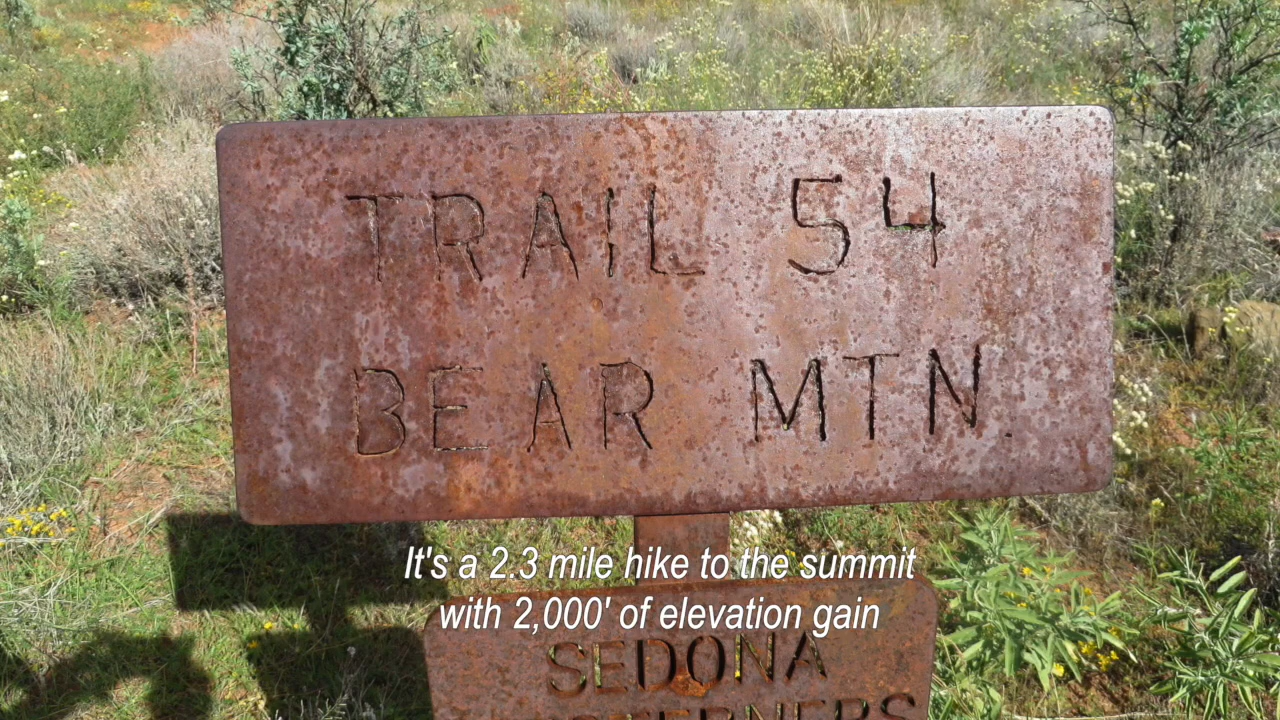 TRAIL 54
BEAR MTN
It's a 2.3 mile hike to the summit
with 2,000' of elevation gain
SEDONA